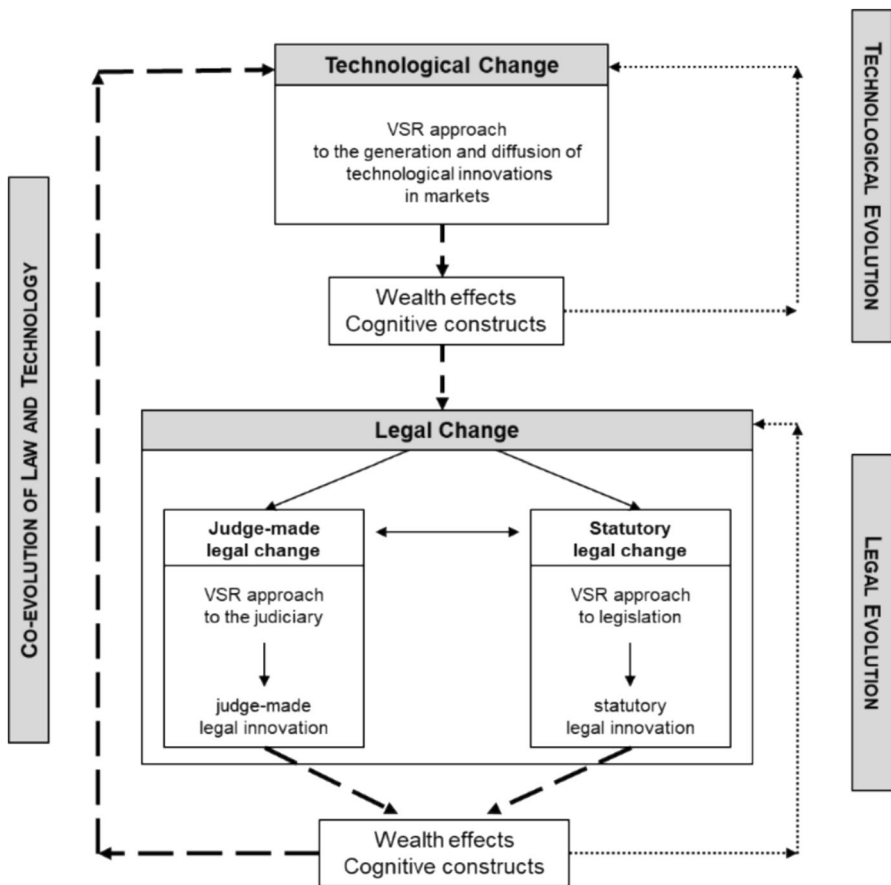 Technological Change
VSR approach
to the generation and diffusion of
technological innovations
in markets
Wealth effects
Cognitive constructs
Legal Change
Judge-made
legal change
VSR approach
to the judiciary
judge-made
legal innovation
Statutory
legal change
VSR approach
to legislation
statutory
legal innovation
Wealth effects
Cognitive constructs
CO-EVOLUTION OF LAW AND TECHNOLOGY
TECHNOLOGICAL EVOLUTION
LEGAL EVOLUTION